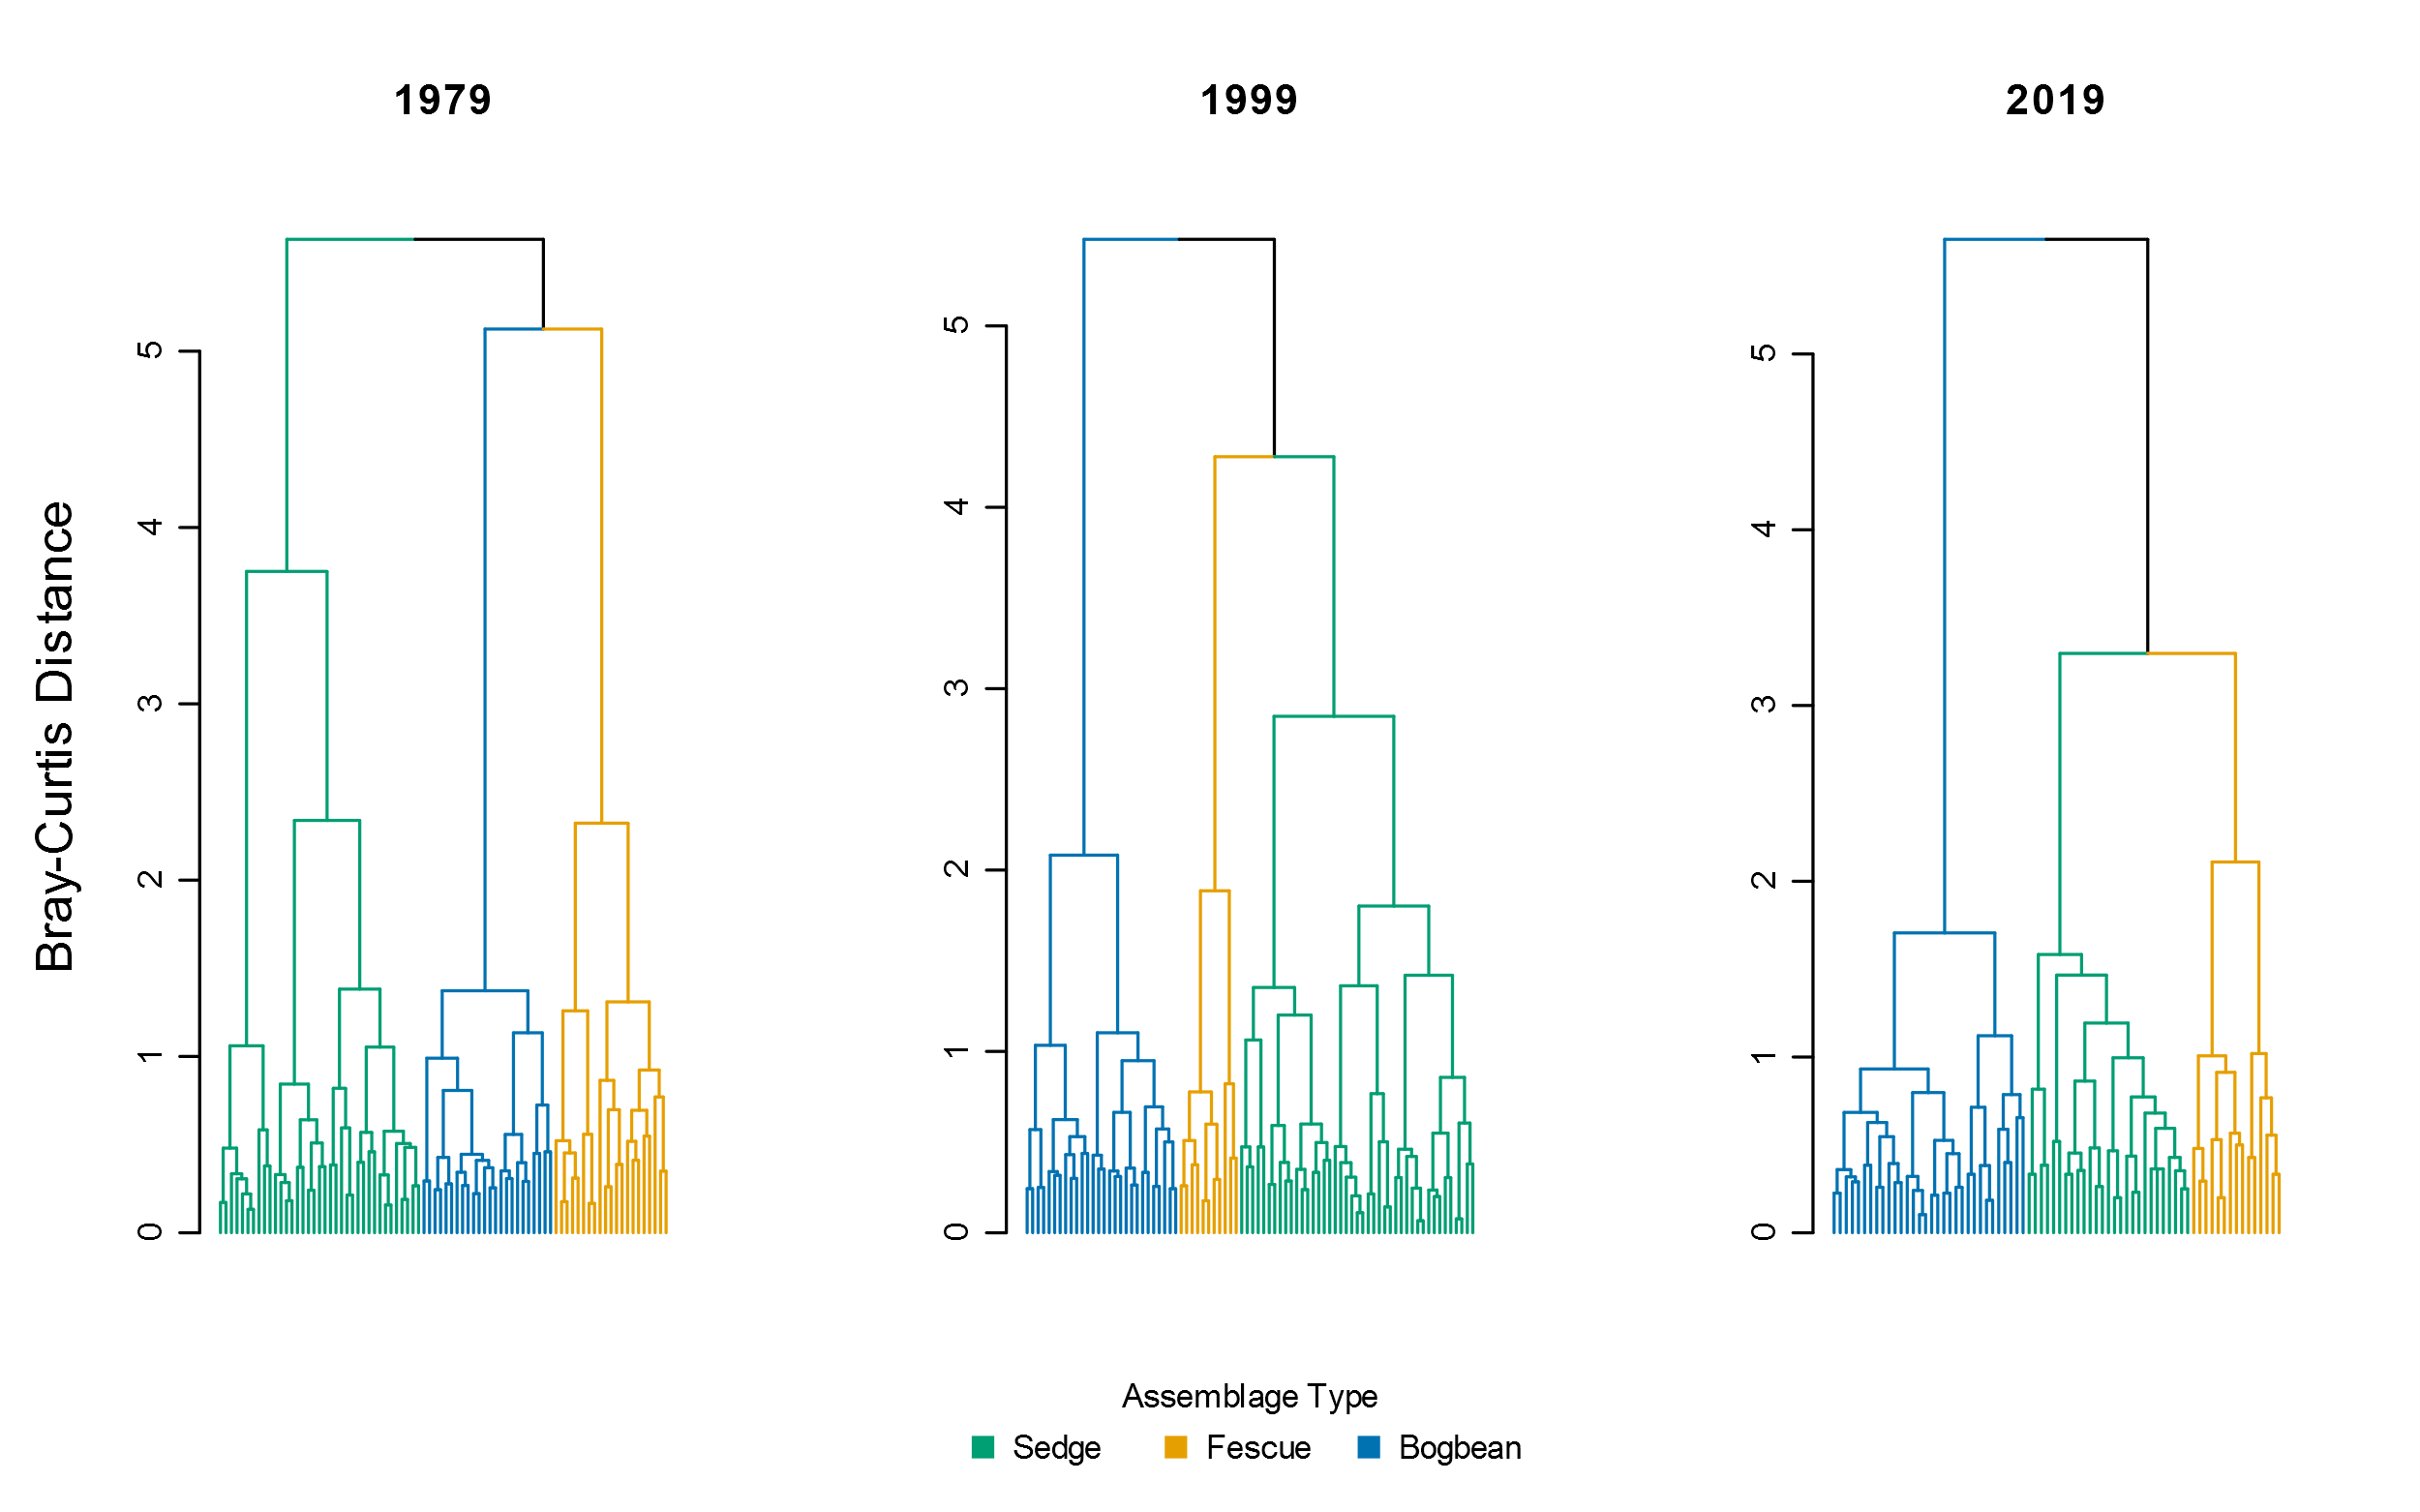 1979 1999 2019
Bray-Curtis Distance
5 5 5
4 4 4
3 3 3
2 2 2
1 1 1
0 0 0
Assemblage Type
Sedge Fescue Bogbean